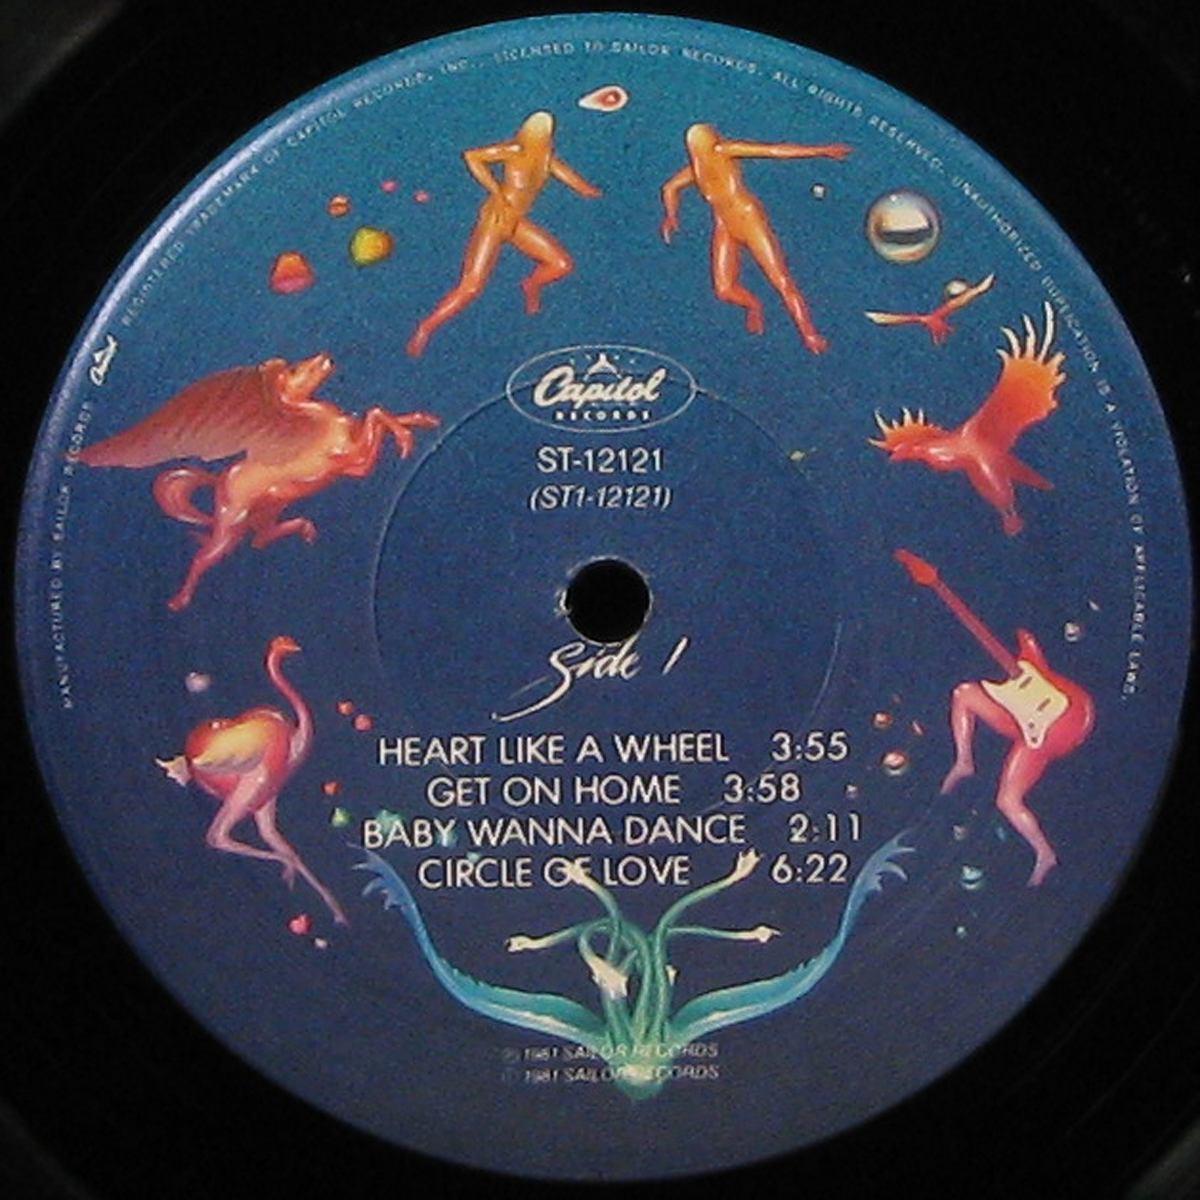 MANUFACTURED BY SAILOR RECORDS Capitol REGISTERED TRADEMARK OF CAPITOL RECORDS, INC., LICENSED TO SAILOR RECORDS. ALL RIGHTS RESERVED. UNAUTHORIZED DUPLICATION IS A VIOLATION OF APPLICABLE LAWS.
Capitol
RECORDS
ST-12121
(ST1-12121)
Side 1
HEART LIKE A WHEEL 3:55
GET ON HOME 3:58
BABY WANNA DANCE 2:11
CIRCLE OF LOVE 6:22
1981 SAILOR RECORDS
1981 SAILOR RECORDS